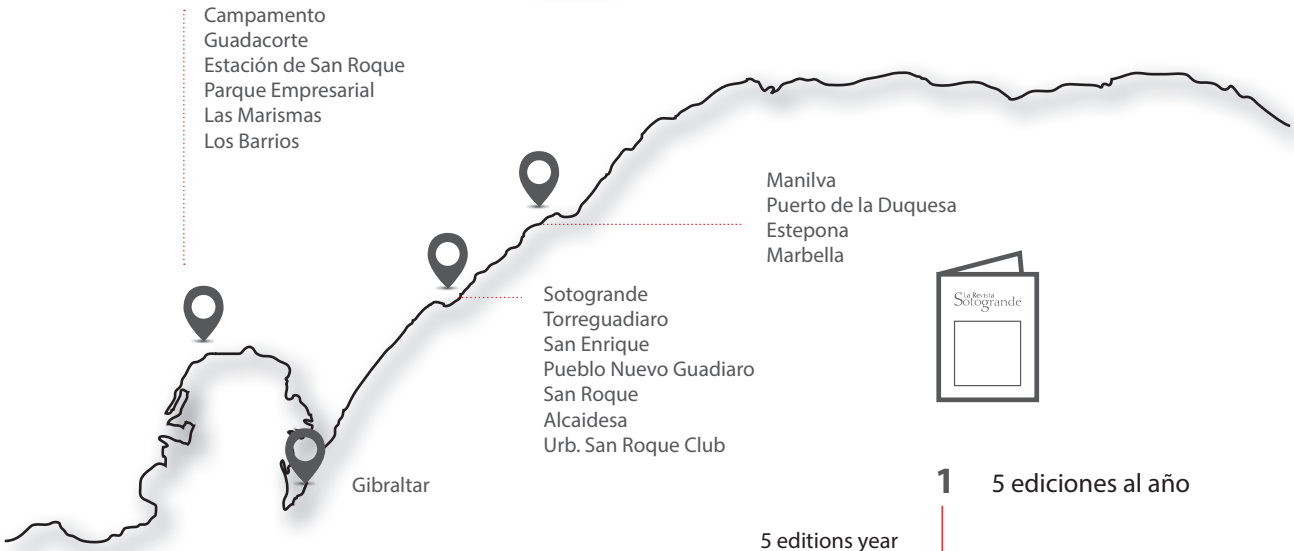 Campamento
Guadacorte
Estación de San Roque
Parque Empresarial
Las Marismas
Los Barrios
Manilva
Puerto de la Duquesa
Estepona
Marbella
Sotogrande
Torreguadiaro
San Enrique
Pueblo Nuevo Guadiaro
San Roque
Alcaidesa
Urb. San Roque Club
La Revista
Sotogrande
Gibraltar
1 5 ediciones al año
5 editions year